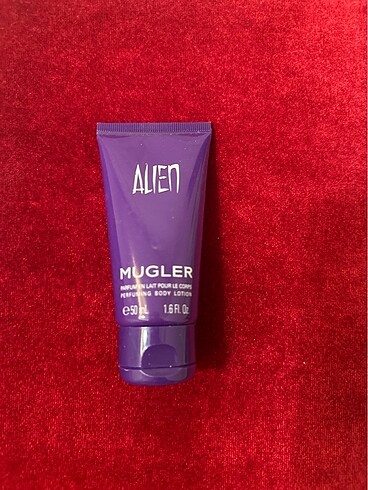 ALIEN
MUGLER
PARFUM EN LAIT POUR LE CORPS
PERFUMING BODY LOTION
℮50 mL 1.6 Fl. Oz.